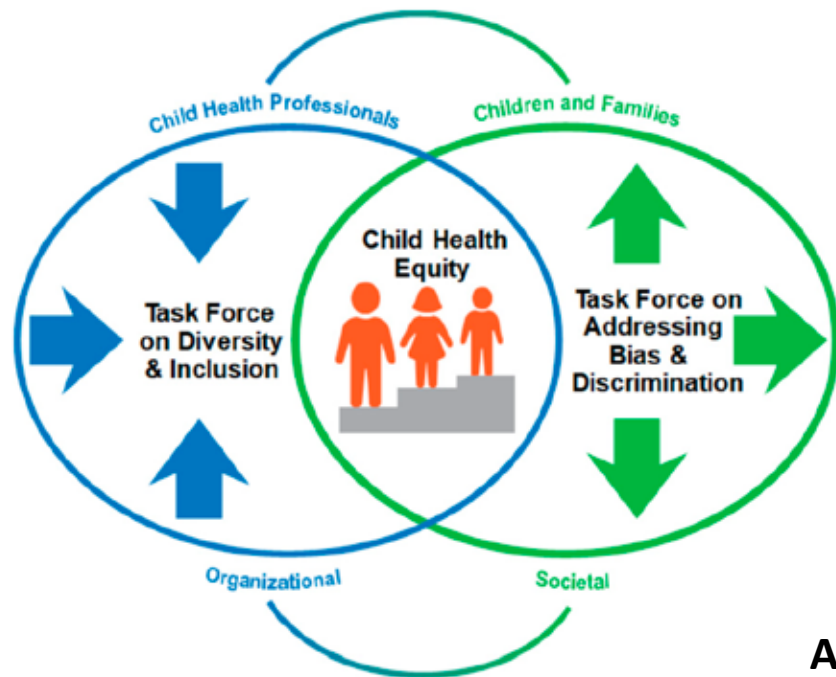 Child Health Professionals
Children and Families
Child Health
Equity
Task Force
on Diversity
& Inclusion
Task Force on
Addressing
Bias &
Discrimination
Organizational
Societal
A